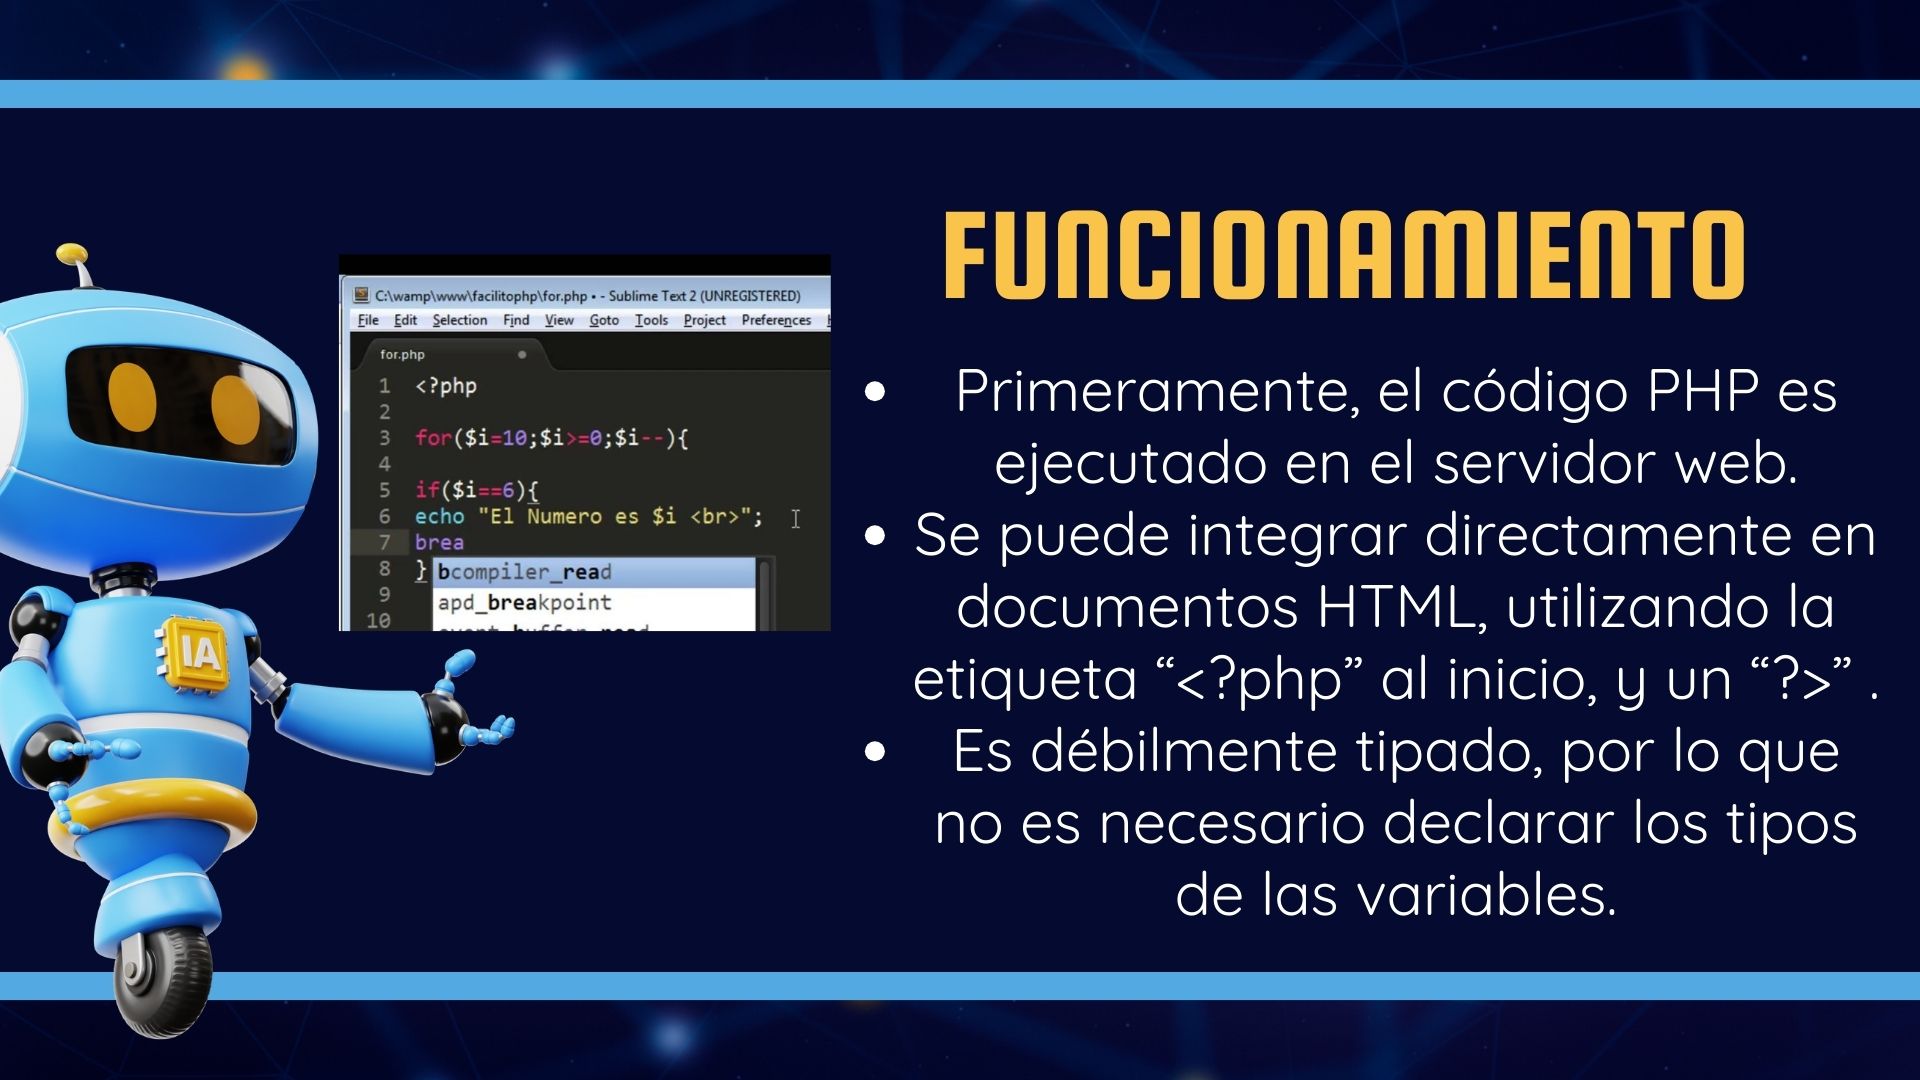 FUNCIONAMIENTO
C:\wamp\www\facilitophp\for.php • - Sublime Text 2 (UNREGISTERED)
File Edit Selection Find View Goto Tools Project Preferences
for.php
1 <?php
2
3 for($i=10;$i>=0;$i--){
4
5 if($i==6){
6 echo "El Numero es $i <br>";
7 brea
8 }
bcompiler_read
9
apd_breakpoint
10
IA
• Primeramente, el código PHP es
ejecutado en el servidor web.
• Se puede integrar directamente en
documentos HTML, utilizando la
etiqueta “<?php” al inicio, y un “?>” .
• Es débilmente tipado, por lo que
no es necesario declarar los tipos
de las variables.